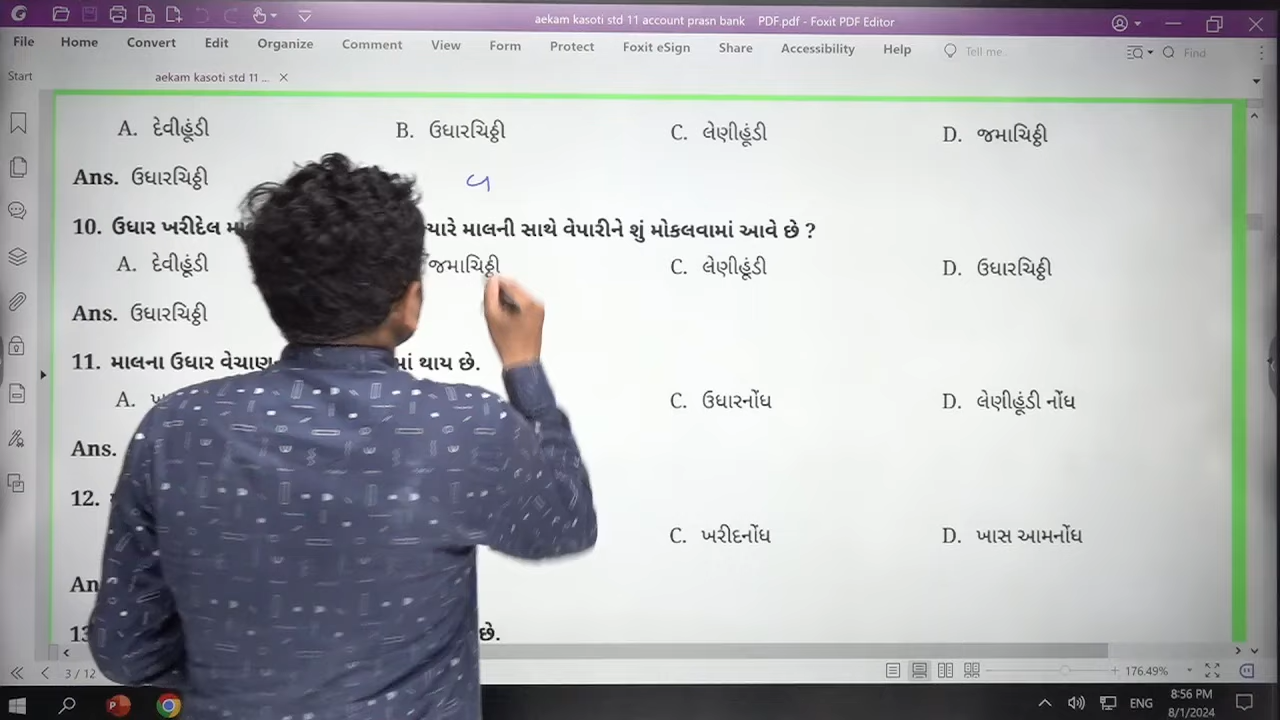 aekam kasoti std 11 account prasn bank PDF.pdf - Foxit PDF Editor
File Home Convert Edit Organize Comment View Form Protect Foxit eSign Share Accessibility Help Tell me Find
Start aekam kasoti std 11 ...
A. દેવીહૂંડી B. ઉધારચિઠ્ઠી C. લેણીહૂંડી D. જમાચિઠ્ઠી
Ans. ઉધારચિઠ્ઠી
10. ઉધાર ખરીદેલ માલની સાથે વેપારીને શું મોકલવામાં આવે છે ?
A. દેવીહૂંડી જમાચિઠ્ઠી C. લેણીહૂંડી D. ઉધારચિઠ્ઠી
Ans. ઉધારચિઠ્ઠી
11. માલના ઉધાર થાય છે.
A. C. ઉધારનોંધ D. લેણીહૂંડી નોંધ
Ans.
12.
C. ખરીદનોંધ D. ખાસ આમનોંધ
છે.
3 / 12 176.49%
ENG 8:56 PM
8/1/2024